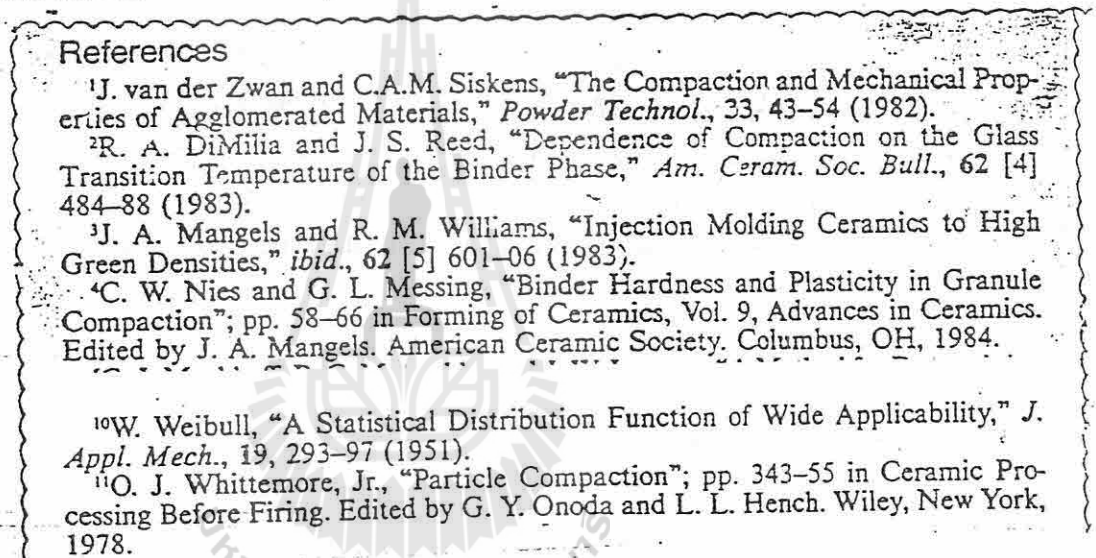 References
¹J. van der Zwan and C.A.M. Siskens, “The Compaction and Mechanical Prop-
erties of Agglomerated Materials,” Powder Technol., 33, 43–54 (1982).
²R. A. DiMilia and J. S. Reed, “Dependence of Compaction on the Glass
Transition Temperature of the Binder Phase,” Am. Ceram. Soc. Bull., 62 [4]
484–88 (1983).
³J. A. Mangels and R. M. Williams, “Injection Molding Ceramics to High
Green Densities,” ibid., 62 [5] 601–06 (1983).
⁴C. W. Nies and G. L. Messing, “Binder Hardness and Plasticity in Granule
Compaction”; pp. 58–66 in Forming of Ceramics, Vol. 9, Advances in Ceramics.
Edited by J. A. Mangels. American Ceramic Society. Columbus, OH, 1984.
¹⁰W. Weibull, “A Statistical Distribution Function of Wide Applicability,” J.
Appl. Mech., 19, 293–97 (1951).
¹¹O. J. Whittemore, Jr., “Particle Compaction”; pp. 343–55 in Ceramic Pro-
cessing Before Firing. Edited by G. Y. Onoda and L. L. Hench. Wiley, New York,
1978.